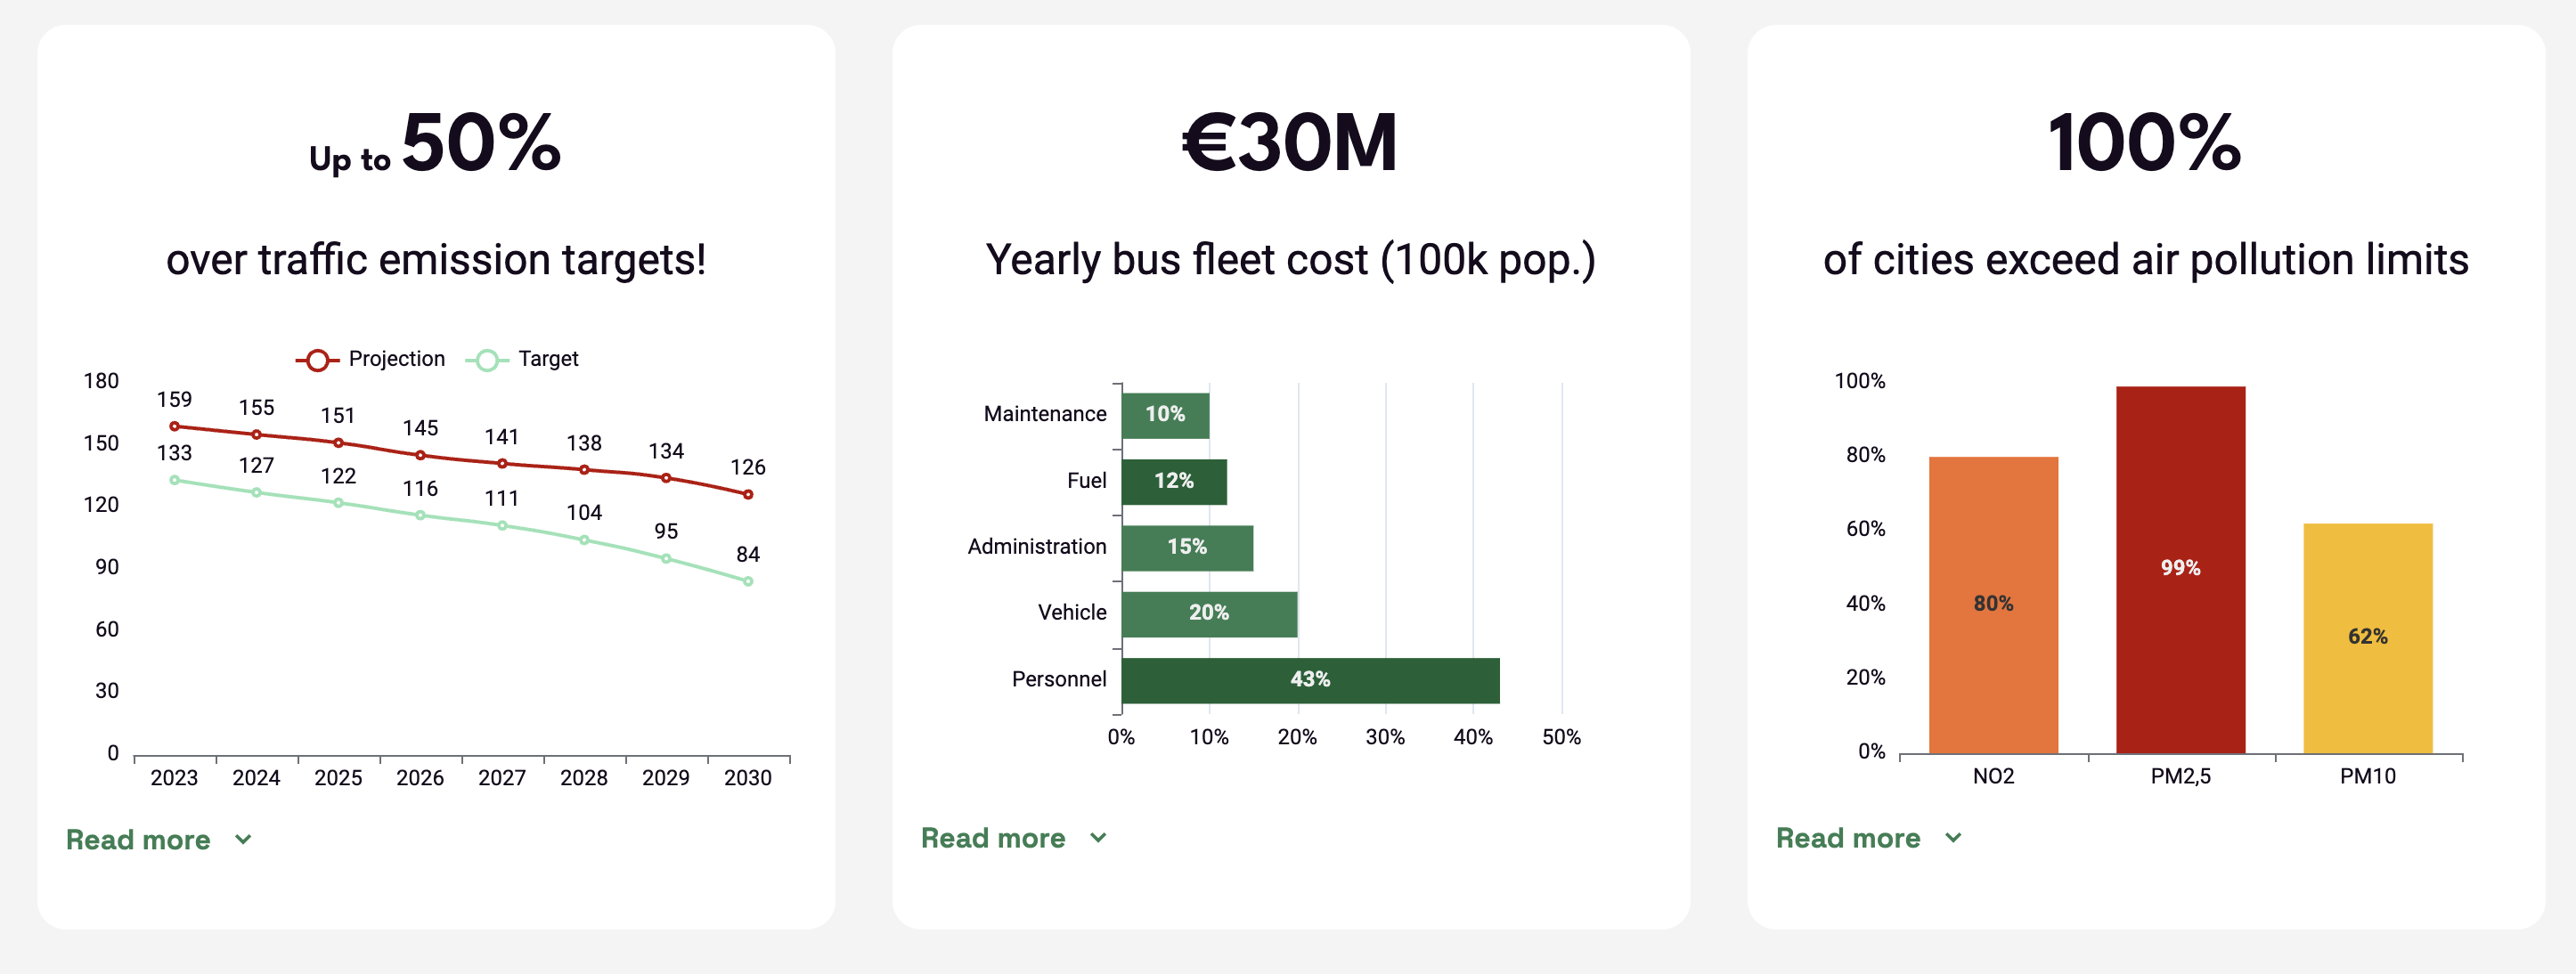 Up to 50%
over traffic emission targets!
Projection Target
180
150
120
90
60
30
0
159 155 151 145 141 138 134 126
133 127 122 116 111 104 95 84
2023 2024 2025 2026 2027 2028 2029 2030
Read more
€30M
Yearly bus fleet cost (100k pop.)
Maintenance 10%
Fuel 12%
Administration 15%
Vehicle 20%
Personnel 43%
0% 10% 20% 30% 40% 50%
Read more
100%
of cities exceed air pollution limits
100%
80%
60%
40%
20%
0%
80% 99% 62%
NO2 PM2,5 PM10
Read more